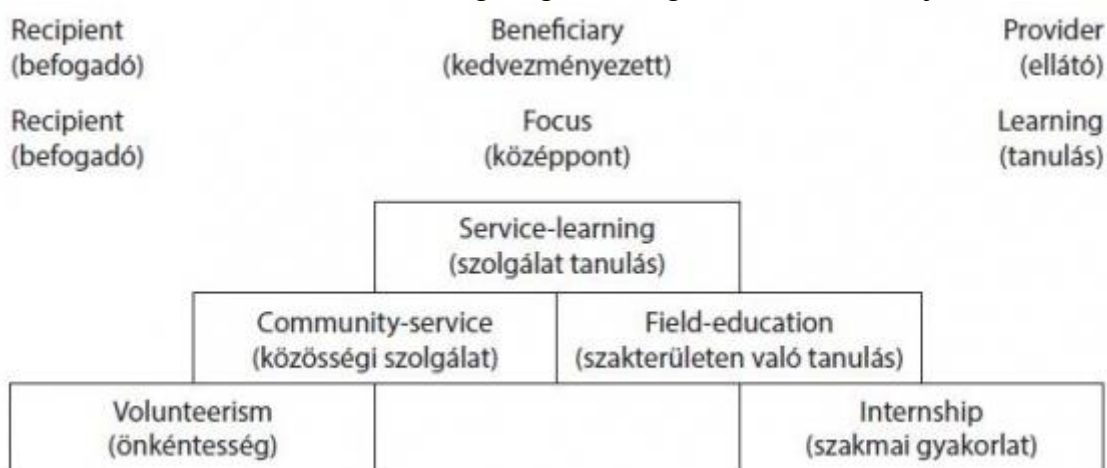 Recipient Beneficiary Provider
(befogadó) (kedvezményezett) (ellátó)
Recipient Focus Learning
(befogadó) (középpont) (tanulás)
Service-learning
(szolgálat tanulás)
Community-service Field-education
(közösségi szolgálat) (szakterületen való tanulás)
Volunteerism Internship
(önkéntesség) (szakmai gyakorlat)